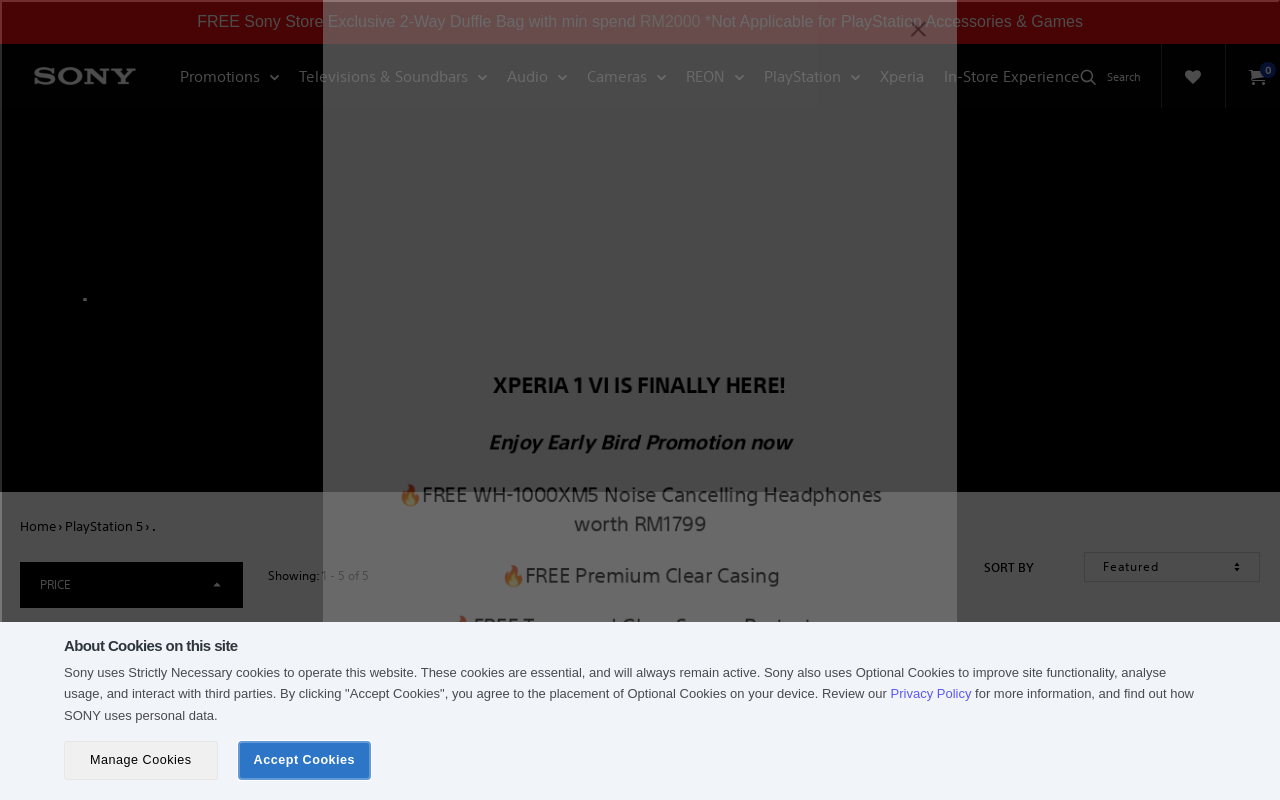 FREE Sony Store Exclusive 2-Way Duffle Bag with min spend RM2000 *Not Applicable for PlayStation Accessories & Games
SONY Promotions Televisions & Soundbars Audio Cameras REON PlayStation Xperia In-Store Experience Search 0
XPERIA 1 VI IS FINALLY HERE!
Enjoy Early Bird Promotion now
🔥FREE WH-1000XM5 Noise Cancelling Headphones
worth RM1799
🔥FREE Premium Clear Casing
Home › PlayStation 5 › .
PRICE
Showing: 1 - 5 of 5
SORT BY Featured
About Cookies on this site
Sony uses Strictly Necessary cookies to operate this website. These cookies are essential, and will always remain active. Sony also uses Optional Cookies to improve site functionality, analyse
usage, and interact with third parties. By clicking "Accept Cookies", you agree to the placement of Optional Cookies on your device. Review our Privacy Policy for more information, and find out how
SONY uses personal data.
Manage Cookies Accept Cookies